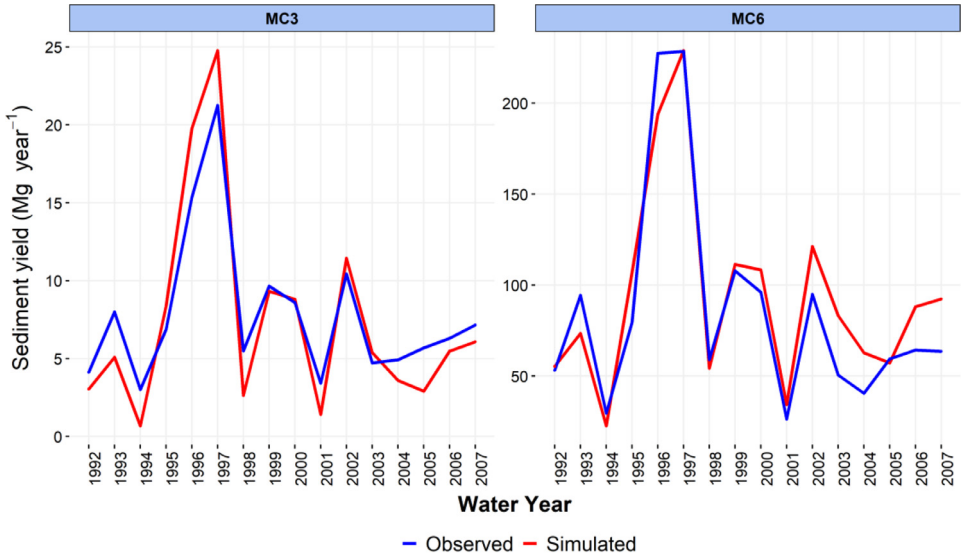 MC3
MC6
Sediment yield (Mg year⁻¹)
25
20
15
10
5
0
200
150
100
50
1992 1993 1994 1995 1996 1997 1998 1999 2000 2001 2002 2003 2004 2005 2006 2007
1992 1993 1994 1995 1996 1997 1998 1999 2000 2001 2002 2003 2004 2005 2006 2007
Water Year
Observed Simulated